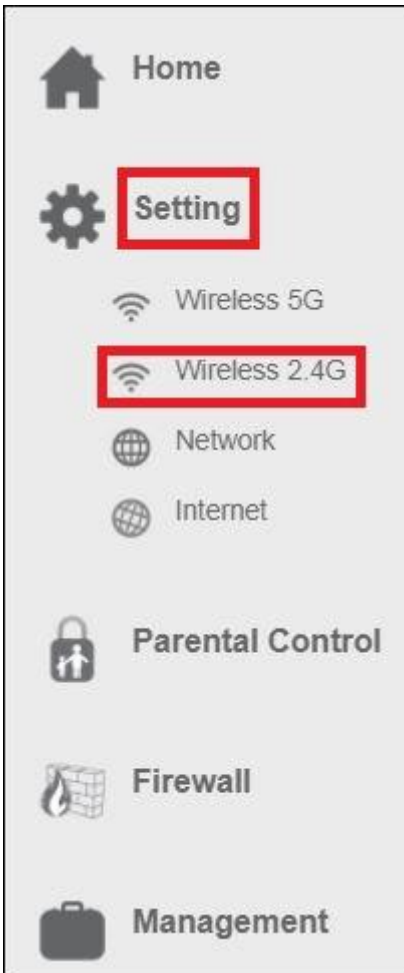 Home
Setting
Wireless 5G
Wireless 2.4G
Network
Internet
Parental Control
Firewall
Management